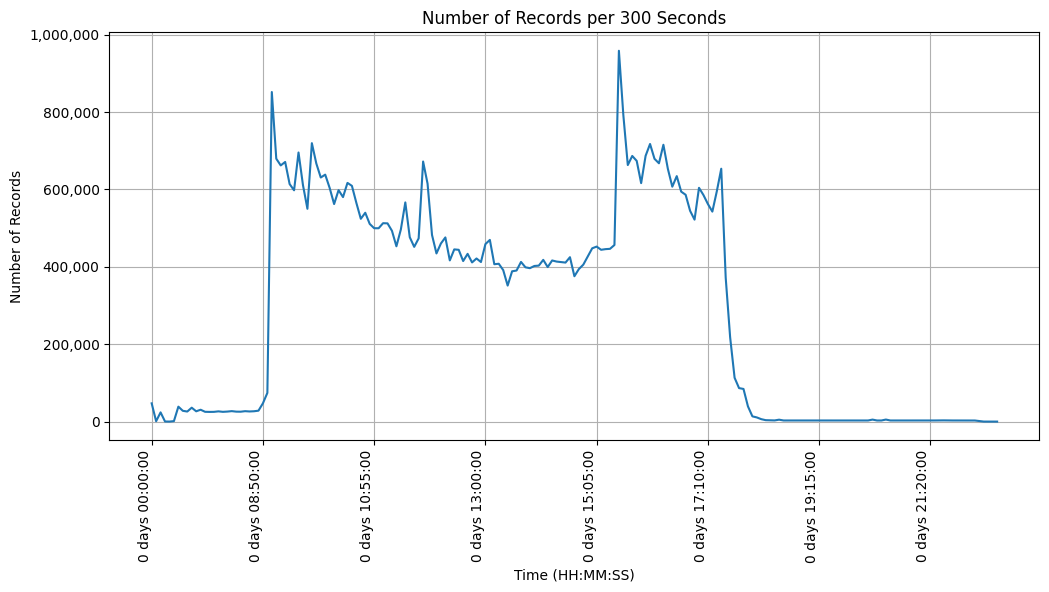 Number of Records per 300 Seconds
1,000,000
800,000
600,000
400,000
200,000
0
Number of Records
0 days 00:00:00
0 days 08:50:00
0 days 10:55:00
0 days 13:00:00
0 days 15:05:00
0 days 17:10:00
0 days 19:15:00
0 days 21:20:00
Time (HH:MM:SS)